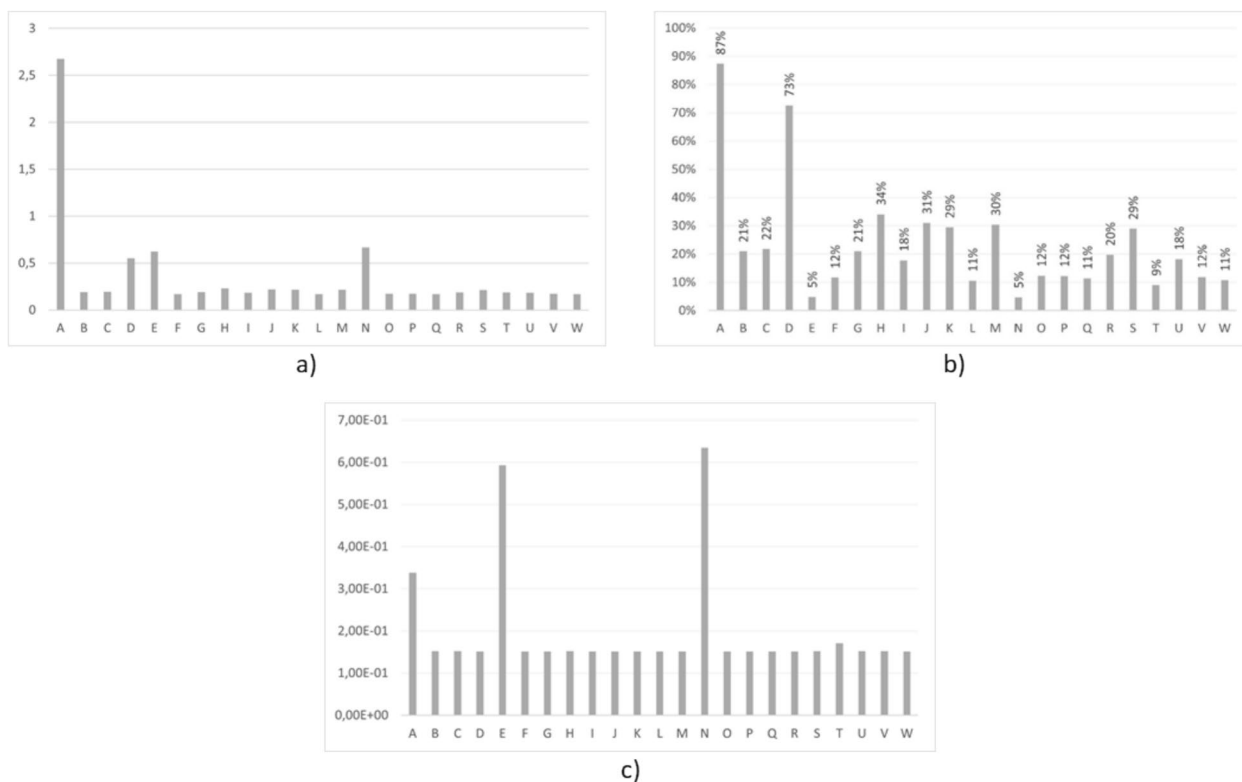 3
2,5
2
1,5
1
0,5
0
A B C D E F G H I J K L M N O P Q R S T U V W
a)
100%
90%
80%
70%
60%
50%
40%
30%
20%
10%
0%
87% 21% 22% 73% 5% 12% 21% 34% 18% 31% 29% 11% 30% 5% 12% 12% 11% 20% 29% 9% 18% 12% 11%
A B C D E F G H I J K L M N O P Q R S T U V W
b)
7,00E-01
6,00E-01
5,00E-01
4,00E-01
3,00E-01
2,00E-01
1,00E-01
0,00E+00
A B C D E F G H I J K L M N O P Q R S T U V W
c)